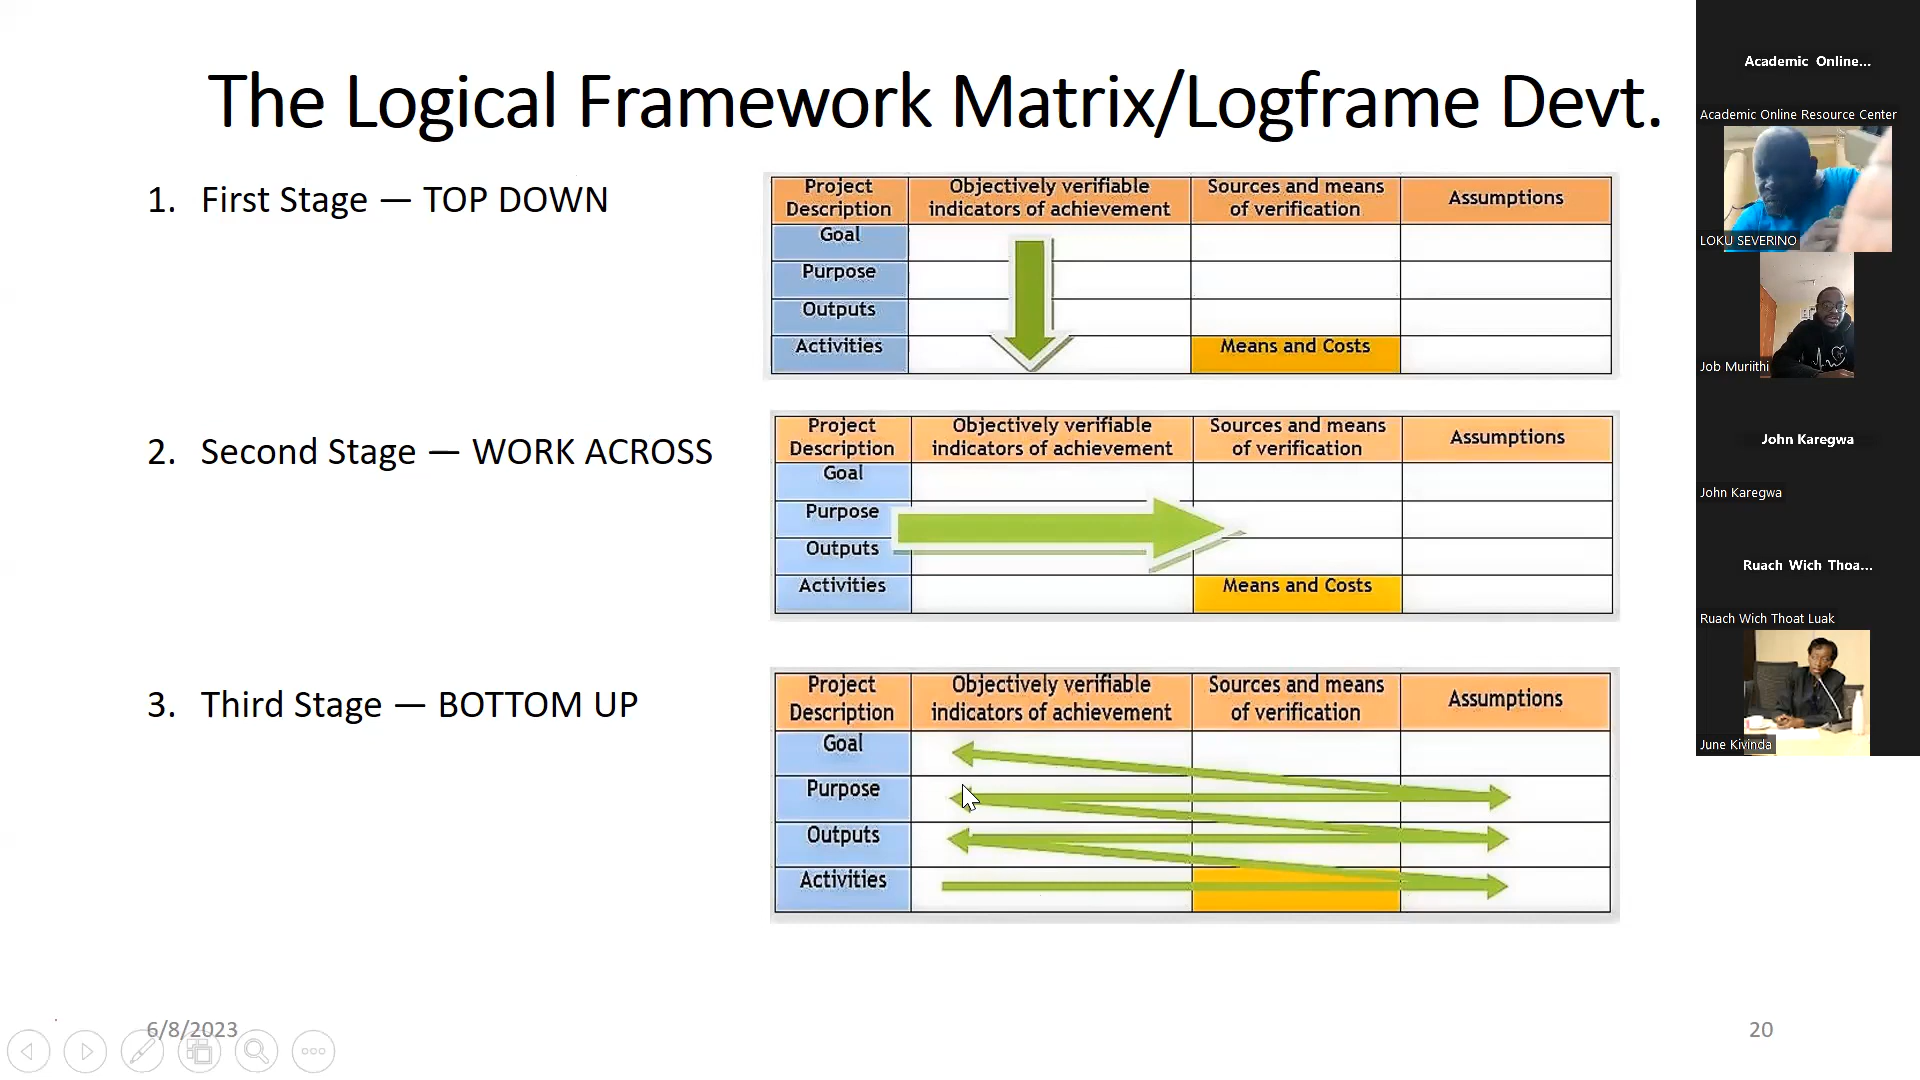 The Logical Framework Matrix/Logframe Devt.
1. First Stage — TOP DOWN
Project Description
Objectively verifiable indicators of achievement
Sources and means of verification
Assumptions
Goal
Purpose
Outputs
Activities
Means and Costs
2. Second Stage — WORK ACROSS
Project Description
Objectively verifiable indicators of achievement
Sources and means of verification
Assumptions
Goal
Purpose
Outputs
Activities
Means and Costs
3. Third Stage — BOTTOM UP
Project Description
Objectively verifiable indicators of achievement
Sources and means of verification
Assumptions
Goal
Purpose
Outputs
Activities
6/8/2023
20
Academic Online...
Academic Online Resource Center
LOKU SEVERINO
Job Muriithi
John Karegwa
John Karegwa
Ruach Wich Thoa...
Ruach Wich Thoat Luak
June Kivinda